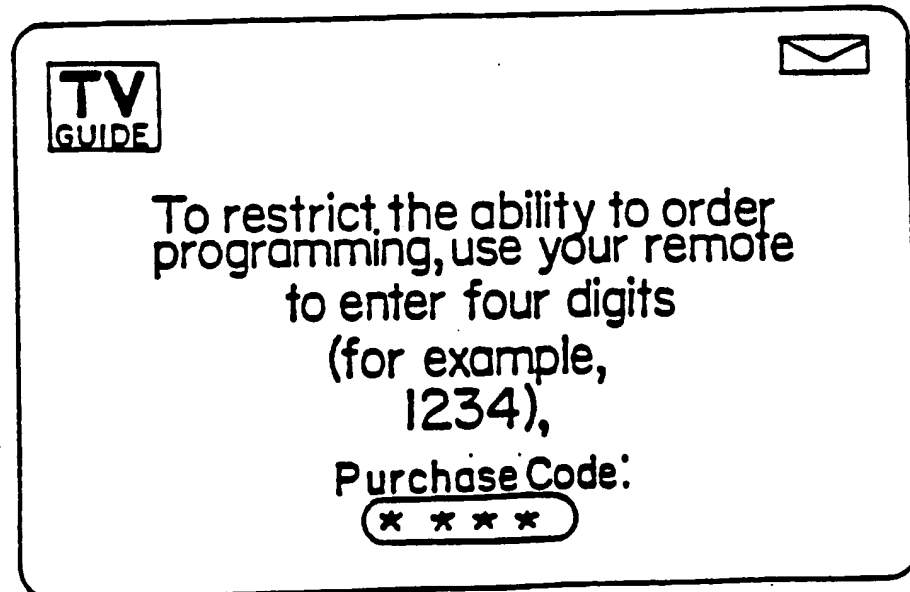 TV
GUIDE
To restrict the ability to order
programming, use your remote
to enter four digits
(for example,
1234),
Purchase Code:
* * * *